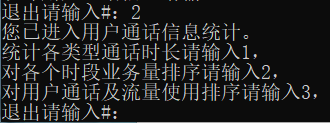 退出请输入#：2
您已进入用户通话信息统计。
统计各类型通话时长请输入1，
对各个时段业务量排序请输入2，
对用户通话及流量使用排序请输入3，
退出请输入#：